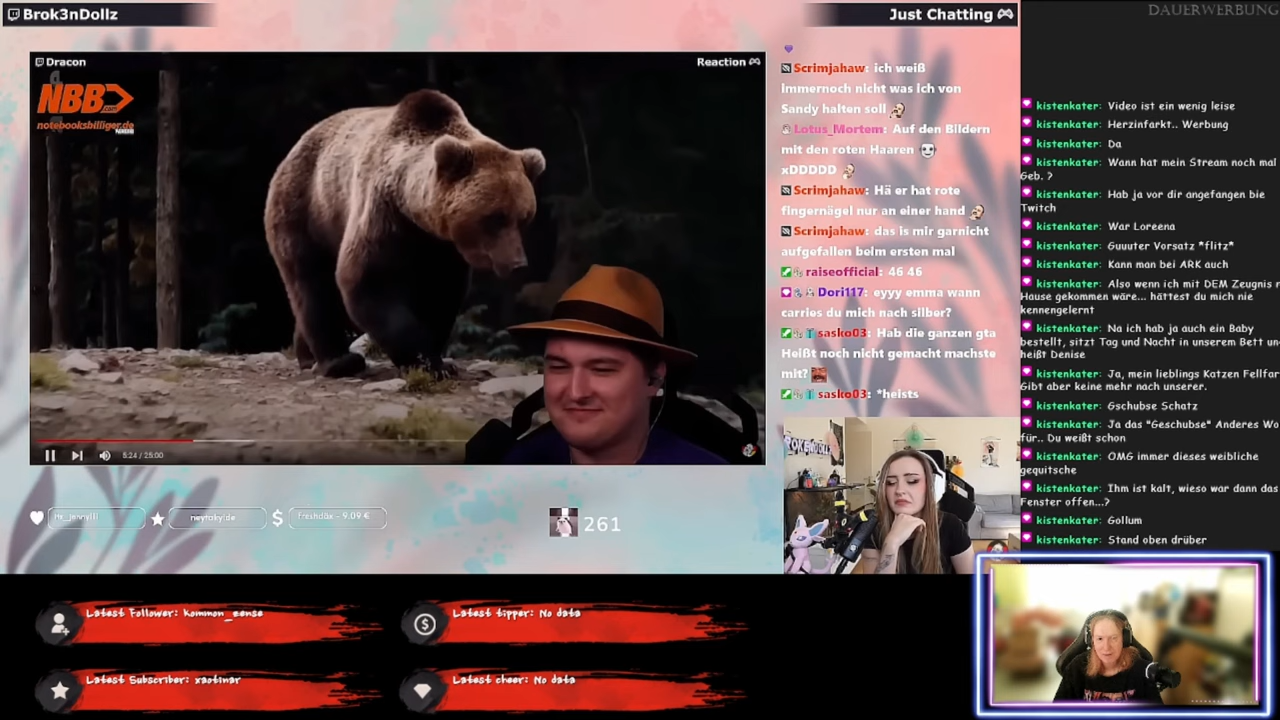 Brok3nDollz
Just Chatting
DAUERWERBUNG
Dracon
Reaction
NBB.com
notebooksbilliger.de
5:24 / 25:00
Scrimjahaw: ich weiß
Immernoch nicht was ich von
Sandy halten soll
Lotus_Mortem: Auf den Bildern
mit den roten Haaren
xDDDDD
Scrimjahaw: Hä er hat rote
fingernägel nur an einer hand
Scrimjahaw: das is mir garnicht
aufgefallen beim ersten mal
raiseofficial: 46 46
Dori117: eyyy emma wann
carries du mich nach silber?
sasko03: Hab die ganzen gta
Heißt noch nicht gemacht machste
mit?
sasko03: *heists
kistenkater: Video ist ein wenig leise
kistenkater: Herzinfarkt.. Werbung
kistenkater: Da
kistenkater: Wann hat mein Stream noch mal
Geb. ?
kistenkater: Hab ja vor dir angefangen bie
Twitch
kistenkater: War Loreena
kistenkater: Guuuter Vorsatz *flitz*
kistenkater: Kann man bei ARK auch
kistenkater: Also wenn ich mit DEM Zeugnis n
Hause gekommen wäre... hättest du mich nie
kennengelernt
kistenkater: Na ich hab ja auch ein Baby
bestellt, sitzt Tag und Nacht in unserem Bett un
heißt Denise
kistenkater: Ja, mein lieblings Katzen Fellfar
Gibt aber keine mehr nach unserer.
kistenkater: Gschubse Schatz
kistenkater: Ja das "Geschubse" Anderes Wo
für.. Du weißt schon
kistenkater: OMG immer dieses weibliche
gequitsche
kistenkater: Ihm ist kalt, wieso war dann das
Fenster offen...?
kistenkater: Gollum
kistenkater: Stand oben drüber
freshdax - 9.09 €
261
Latest Follower: Kommon_zense
Latest tipper: No data
Latest Subscriber: xaotinar
Latest cheer: No data